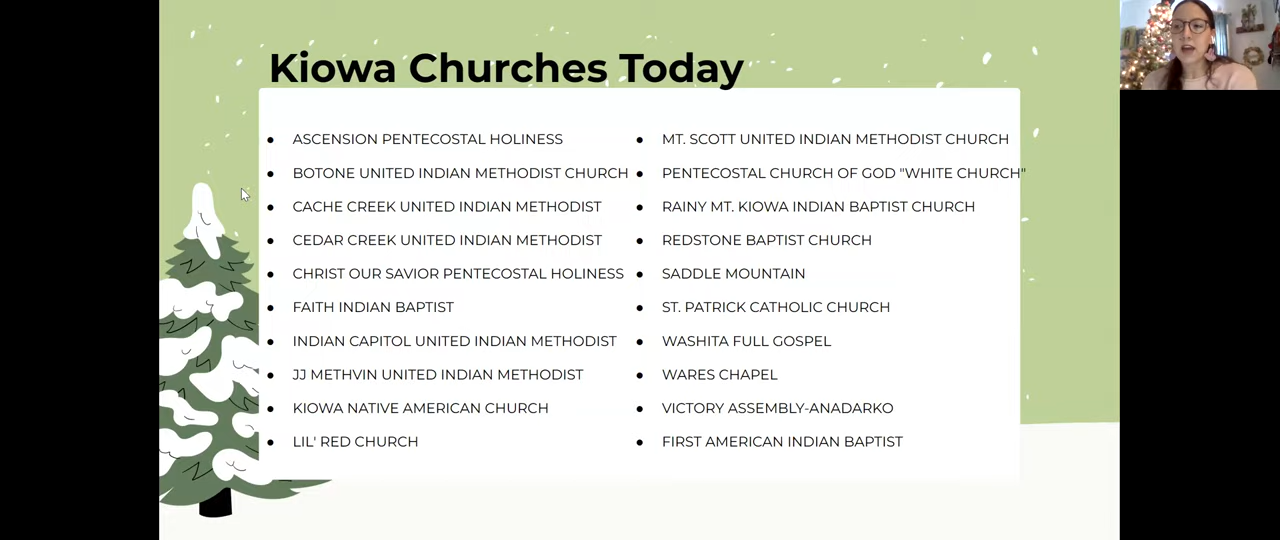 Kiowa Churches Today
• ASCENSION PENTECOSTAL HOLINESS
• BOTONE UNITED INDIAN METHODIST CHURCH
• CACHE CREEK UNITED INDIAN METHODIST
• CEDAR CREEK UNITED INDIAN METHODIST
• CHRIST OUR SAVIOR PENTECOSTAL HOLINESS
• FAITH INDIAN BAPTIST
• INDIAN CAPITOL UNITED INDIAN METHODIST
• JJ METHVIN UNITED INDIAN METHODIST
• KIOWA NATIVE AMERICAN CHURCH
• LIL' RED CHURCH
• MT. SCOTT UNITED INDIAN METHODIST CHURCH
• PENTECOSTAL CHURCH OF GOD "WHITE CHURCH"
• RAINY MT. KIOWA INDIAN BAPTIST CHURCH
• REDSTONE BAPTIST CHURCH
• SADDLE MOUNTAIN
• ST. PATRICK CATHOLIC CHURCH
• WASHITA FULL GOSPEL
• WARES CHAPEL
• VICTORY ASSEMBLY-ANADARKO
• FIRST AMERICAN INDIAN BAPTIST